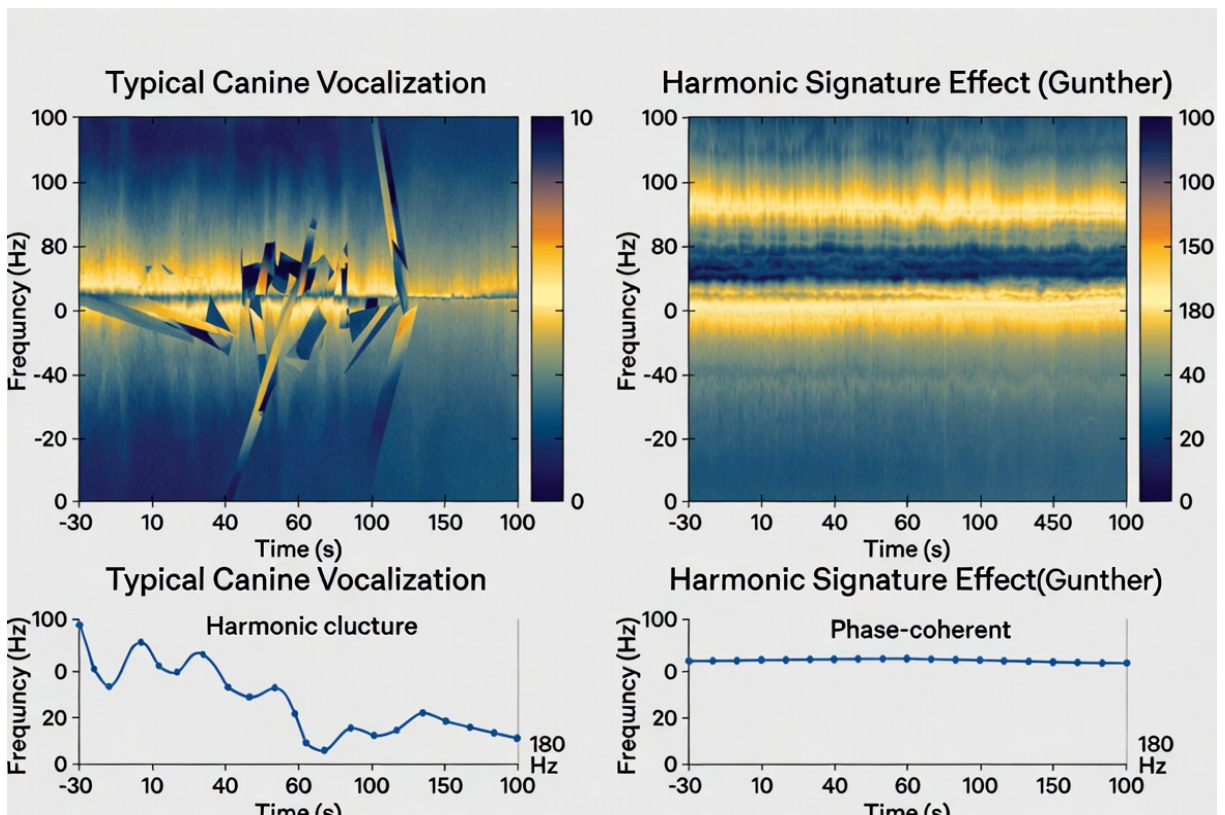 Typical Canine Vocalization
Harmonic Signature Effect (Gunther)
100
100
80
0
-40
-20
0
Frequncy (Hz)
-30 10 40 60 100 150 100
Time (s)
10
0
100
100
80
0
-40
-20
0
Frequncy (Hz)
-30 10 40 60 100 450 100
Time (s)
100
100
150
180
40
20
0
Typical Canine Vocalization
Harmonic Signature Effect(Gunther)
Harmonic clucture
100
0
20
0
Frequncy (Hz)
-30 10 40 60 100 150 100
Time (s)
180
Hz
Phase-coherent
100
0
20
0
Frequncy (Hz)
-30 10 40 60 100 150 100
Time (s)
180
Hz